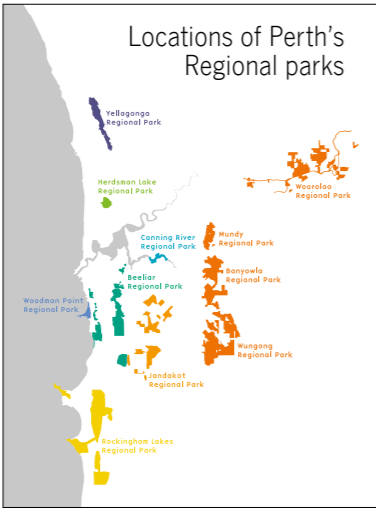 Locations of Perth's
Regional parks
Yellagonga
Regional Park
Herdsman Lake
Regional Park
Wooroloo
Regional Park
Canning River
Regional Park
Mundy
Regional Park
Beeliar
Regional Park
Banyowla
Regional Park
Woodman Point
Regional Park
Wungong
Regional Park
Jandakot
Regional Park
Rockingham Lakes
Regional Park